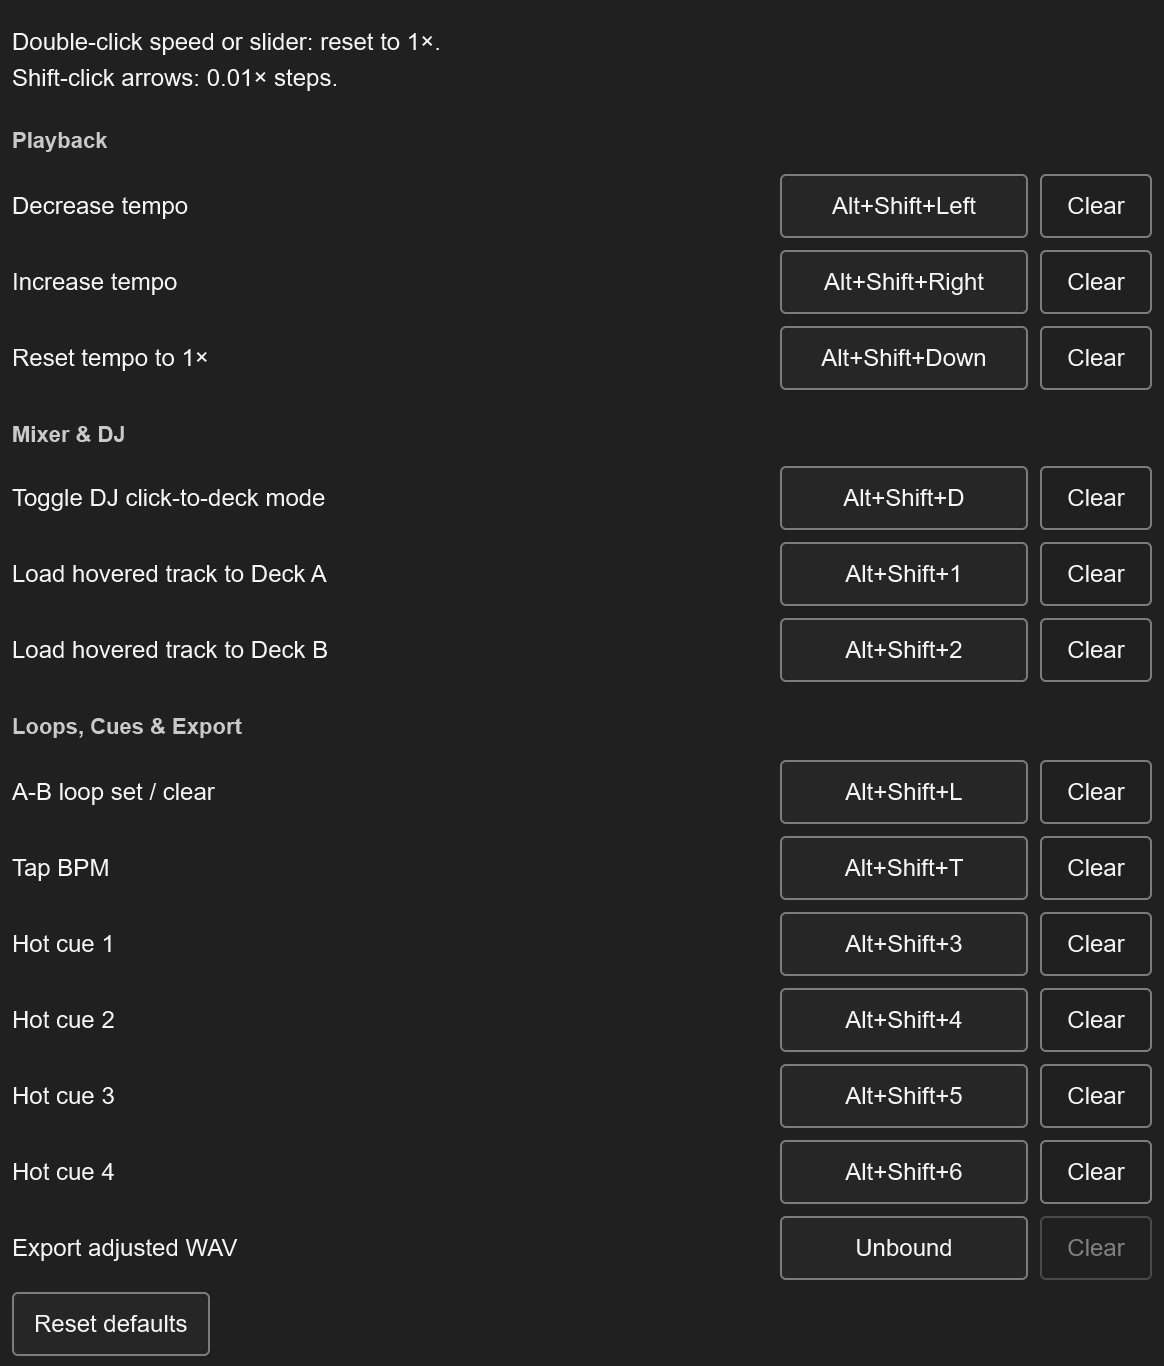 Double-click speed or slider: reset to 1×.
Shift-click arrows: 0.01× steps.
Playback
Decrease tempo Alt+Shift+Left Clear
Increase tempo Alt+Shift+Right Clear
Reset tempo to 1× Alt+Shift+Down Clear
Mixer & DJ
Toggle DJ click-to-deck mode Alt+Shift+D Clear
Load hovered track to Deck A Alt+Shift+1 Clear
Load hovered track to Deck B Alt+Shift+2 Clear
Loops, Cues & Export
A-B loop set / clear Alt+Shift+L Clear
Tap BPM Alt+Shift+T Clear
Hot cue 1 Alt+Shift+3 Clear
Hot cue 2 Alt+Shift+4 Clear
Hot cue 3 Alt+Shift+5 Clear
Hot cue 4 Alt+Shift+6 Clear
Export adjusted WAV Unbound Clear
Reset defaults